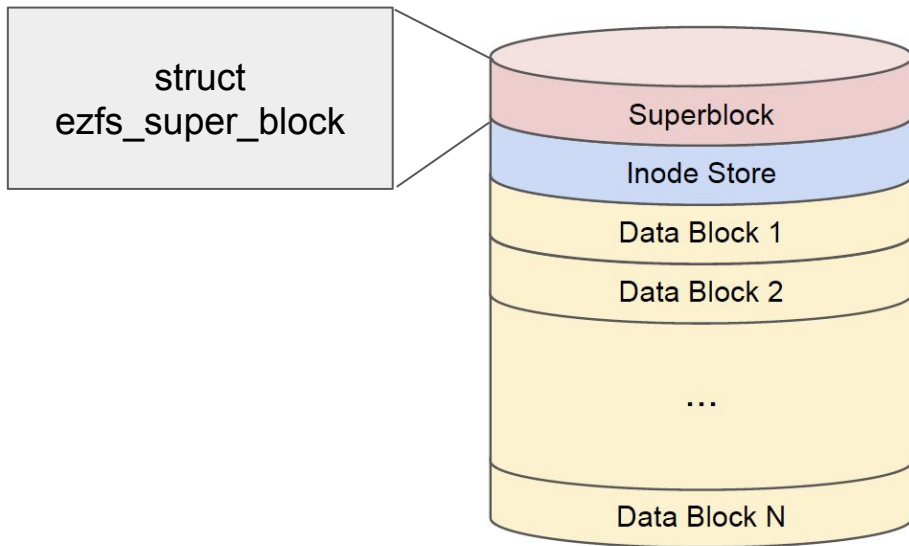 struct
ezfs_super_block
Superblock
Inode Store
Data Block 1
Data Block 2
...
Data Block N